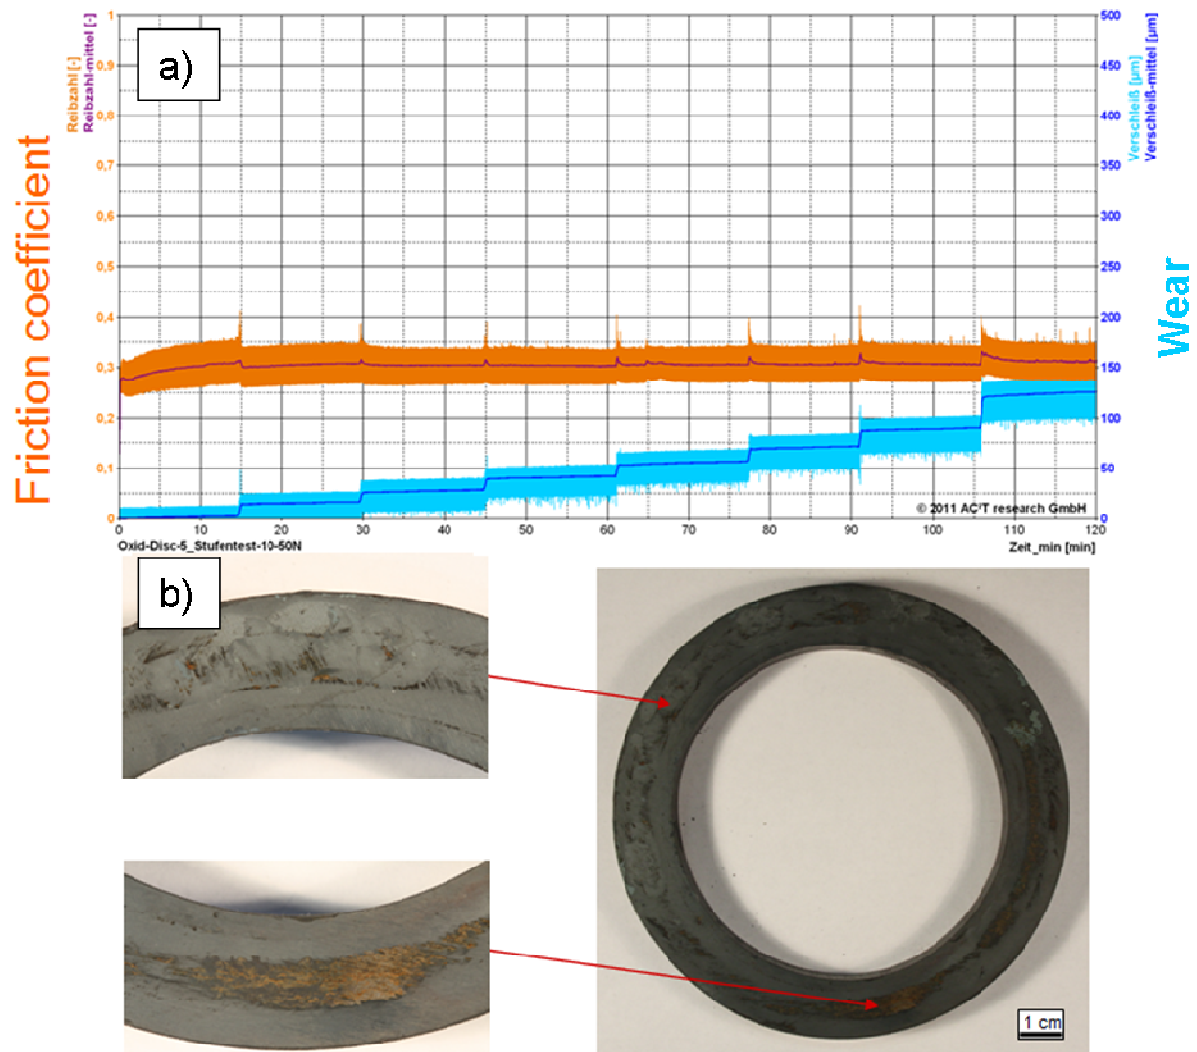 a)
Friction coefficient
Reibzahl [-]
Reibzahl-mittel [-]
1
0,9
0,8
0,7
0,6
0,5
0,4
0,3
0,2
0,1
0
500
450
400
350
300
250
200
150
100
50
0
Verschleiß [µm]
Verschleiß-mittel [µm]
Wear
© 2011 AC²T research GmbH
0 10 20 30 40 50 60 70 80 90 100 110 120
Oxid-Disc-5_Stufentest-10-50N
Zeit_min [min]
b)
1 cm